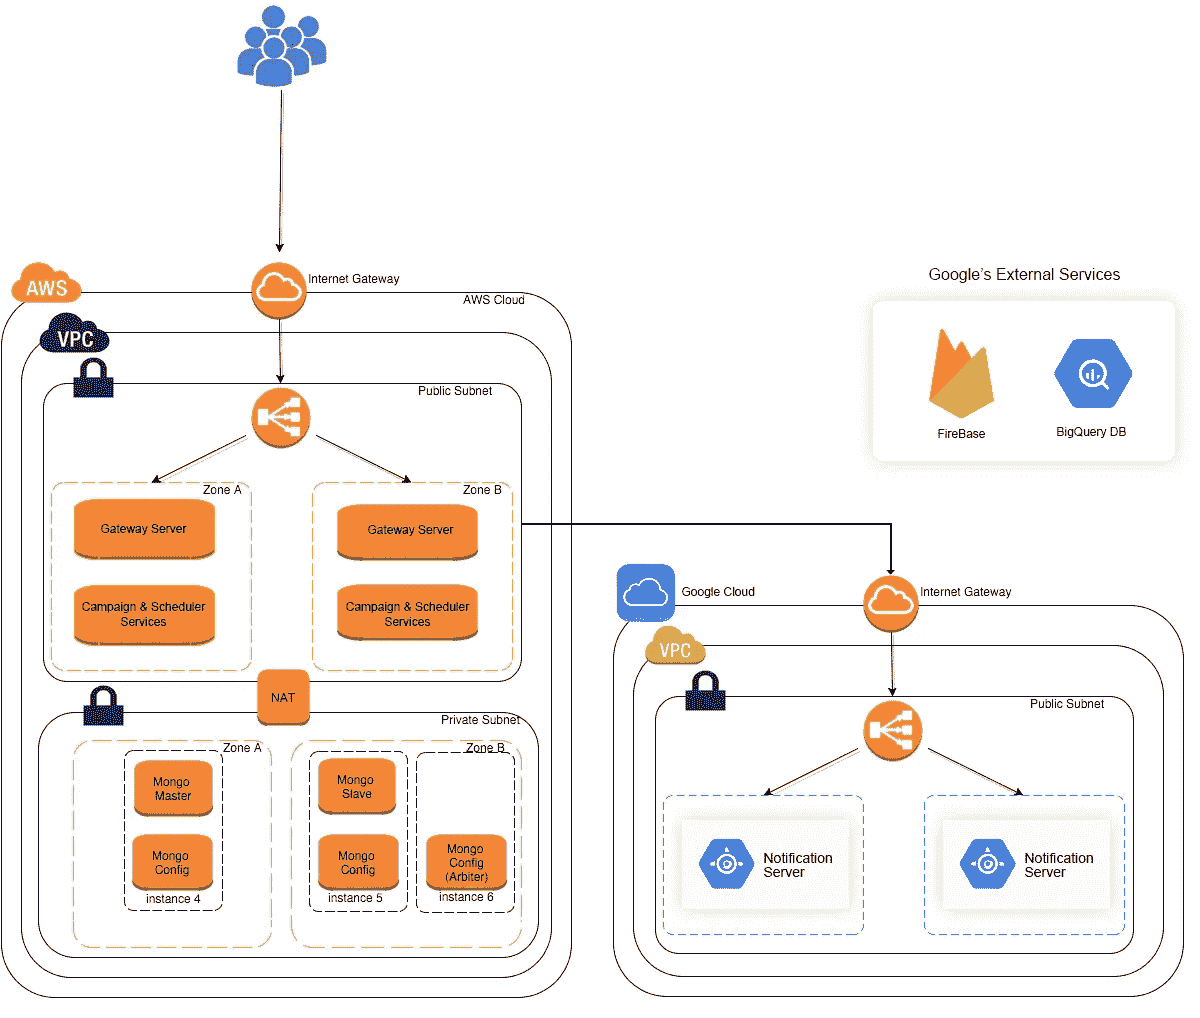 Internet Gateway
AWS
AWS Cloud
VPC
Public Subnet
Zone A
Zone B
Gateway Server
Gateway Server
Campaign & Scheduler
Services
Campaign & Scheduler
Services
NAT
Private Subnet
Zone A
Zone B
Mongo
Master
Mongo
Slave
Mongo
Config
Mongo
Config
Mongo
Config
(Arbiter)
instance 4
instance 5
instance 6
Google's External Services
FireBase
BigQuery DB
Google Cloud
Internet Gateway
VPC
Public Subnet
Notification
Server
Notification
Server